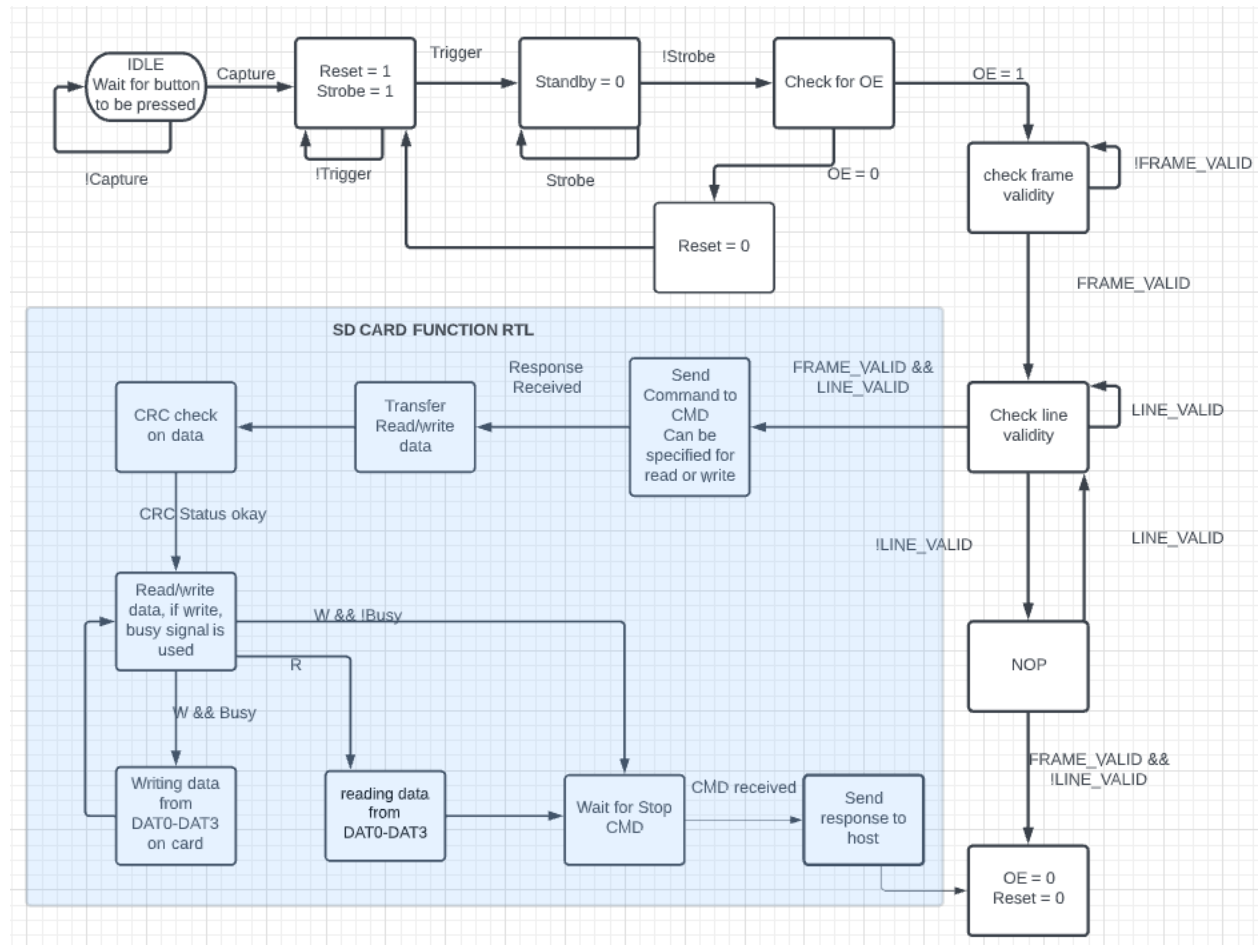 IDLE
Wait for button
to be pressed
Capture
!Capture
Reset = 1
Strobe = 1
!Trigger
Trigger
Standby = 0
Strobe
!Strobe
Check for OE
OE = 1
OE = 0
Reset = 0
check frame
validity
!FRAME_VALID
FRAME_VALID
SD CARD FUNCTION RTL
Check line
validity
LINE_VALID
FRAME_VALID &&
LINE_VALID
Send
Command to
CMD
Can be
specified for
read or write
Response
Received
Transfer
Read/write
data
CRC check
on data
CRC Status okay
!LINE_VALID
LINE_VALID
Read/write
data, if write,
busy signal is
used
W && !Busy
R
W && Busy
NOP
FRAME_VALID &&
!LINE_VALID
Writing data
from
DAT0-DAT3
on card
reading data
from
DAT0-DAT3
Wait for Stop
CMD
CMD received
Send
response to
host
OE = 0
Reset = 0